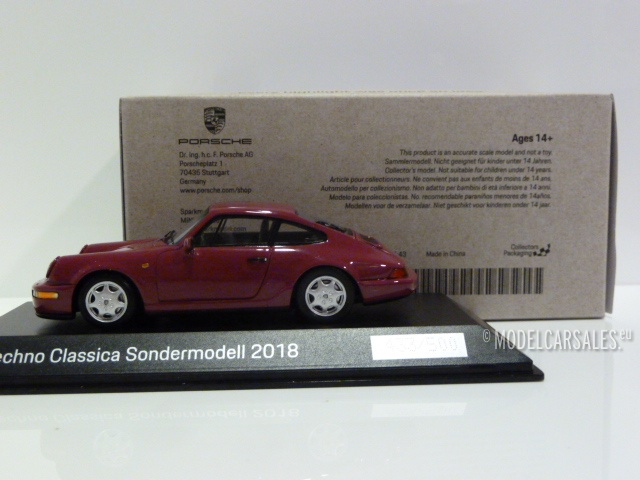 PORSCHE
Dr. Ing. h.c. F. Porsche AG
Porscheplatz 1
70435 Stuttgart
Germany
www.porsche.com/shop
Ages 14+
This product is an accurate scale model and not a toy.
Sammlermodell. Nicht geeignet für Kinder unter 14 Jahren.
Collector's model. Not suitable for children under 14 years.
Article pour collectionneurs. Ne convient pas aux enfants de moins de 14 ans.
Automodello per collezionismo. Non adatto per bambini di età inferiore a 14 anni.
Modelo para coleccionistas. No recomendado para niños menores de 14 años.
Modellen voor de verzamelaar. Niet geschikt voor kinderen onder 14 jaar.
Made in China
Collectors
Packaging
echno Classica Sondermodell 2018
© MODELCARSALES.eu